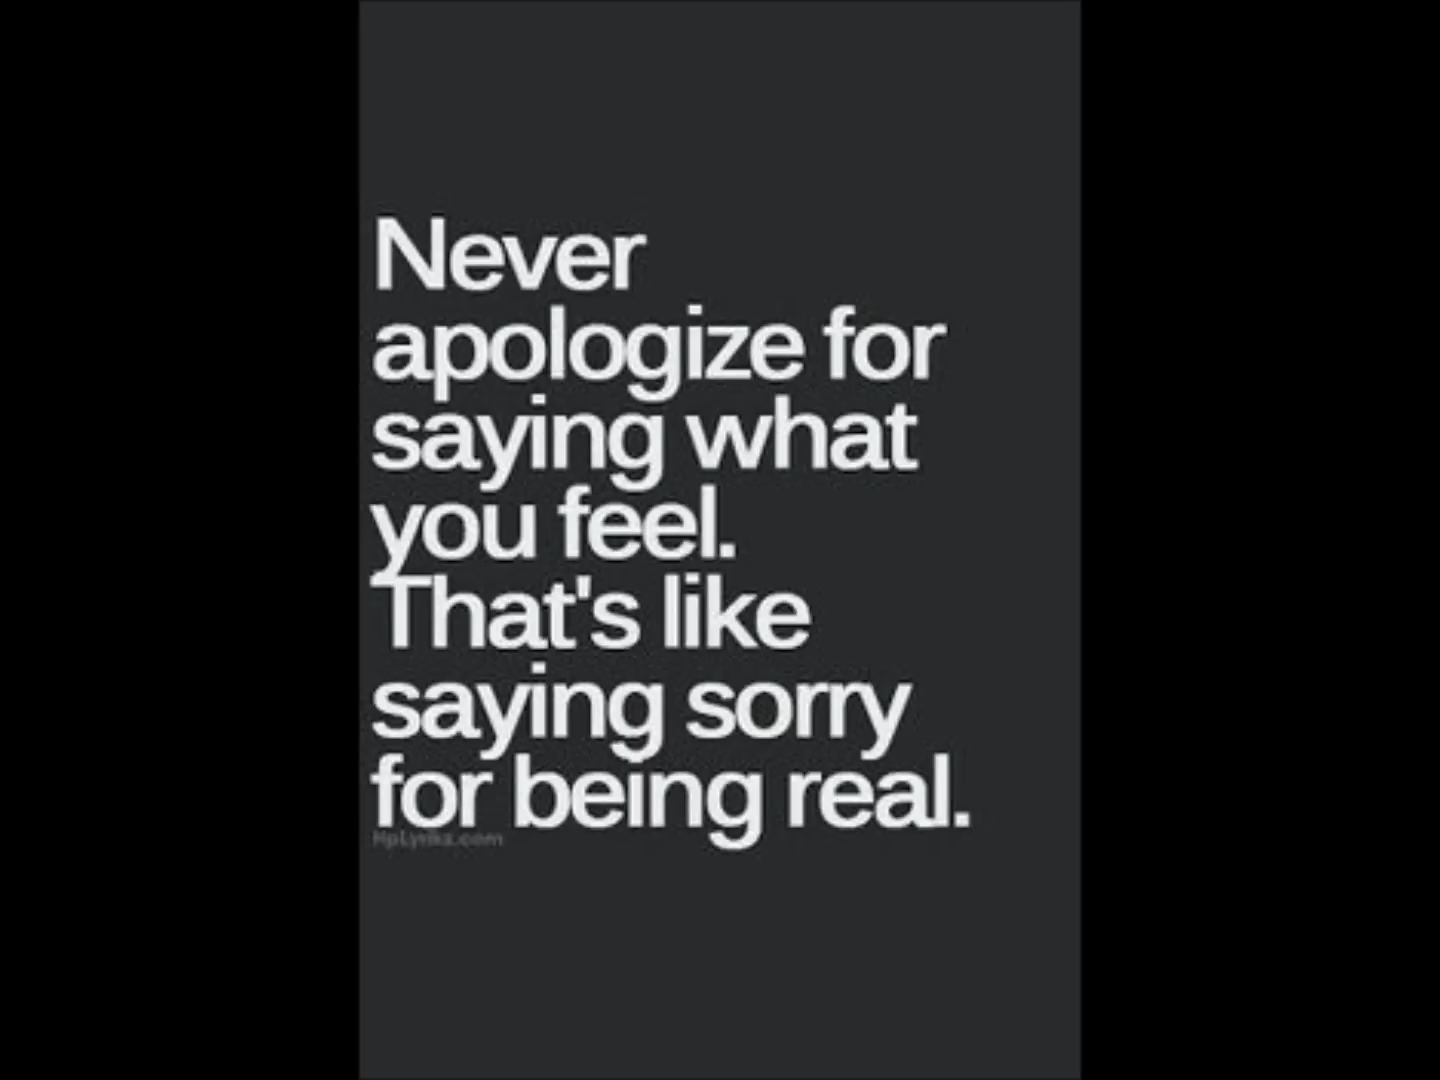 Never
apologize for
saying what
you feel.
That's like
saying sorry
for being real.